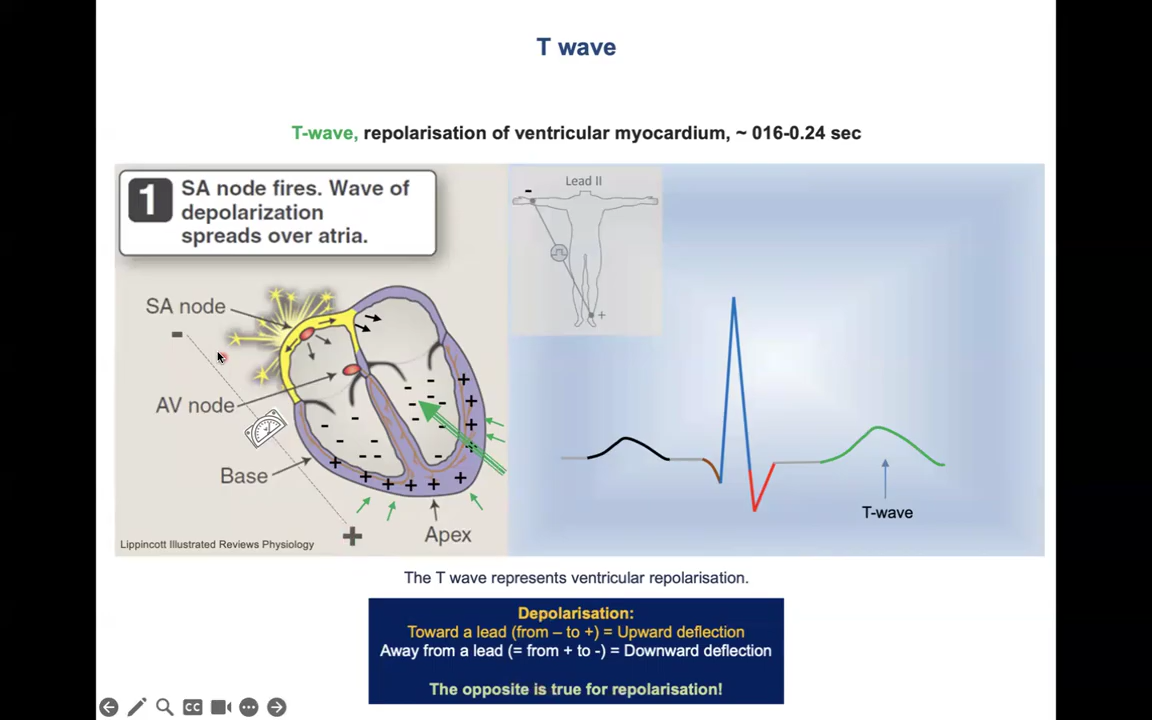 T wave
T-wave, repolarisation of ventricular myocardium, ~ 016-0.24 sec
1
SA node fires. Wave of
depolarization
spreads over atria.
Lead II
-
+
SA node
-
AV node
Base
+
Apex
T-wave
Lippincott Illustrated Reviews Physiology
The T wave represents ventricular repolarisation.
Depolarisation:
Toward a lead (from – to +) = Upward deflection
Away from a lead (= from + to -) = Downward deflection
The opposite is true for repolarisation!
CC